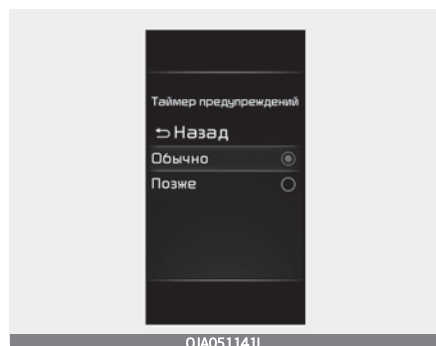 Таймер предупреждений
Назад
Обычно
Позже
OJA051141L